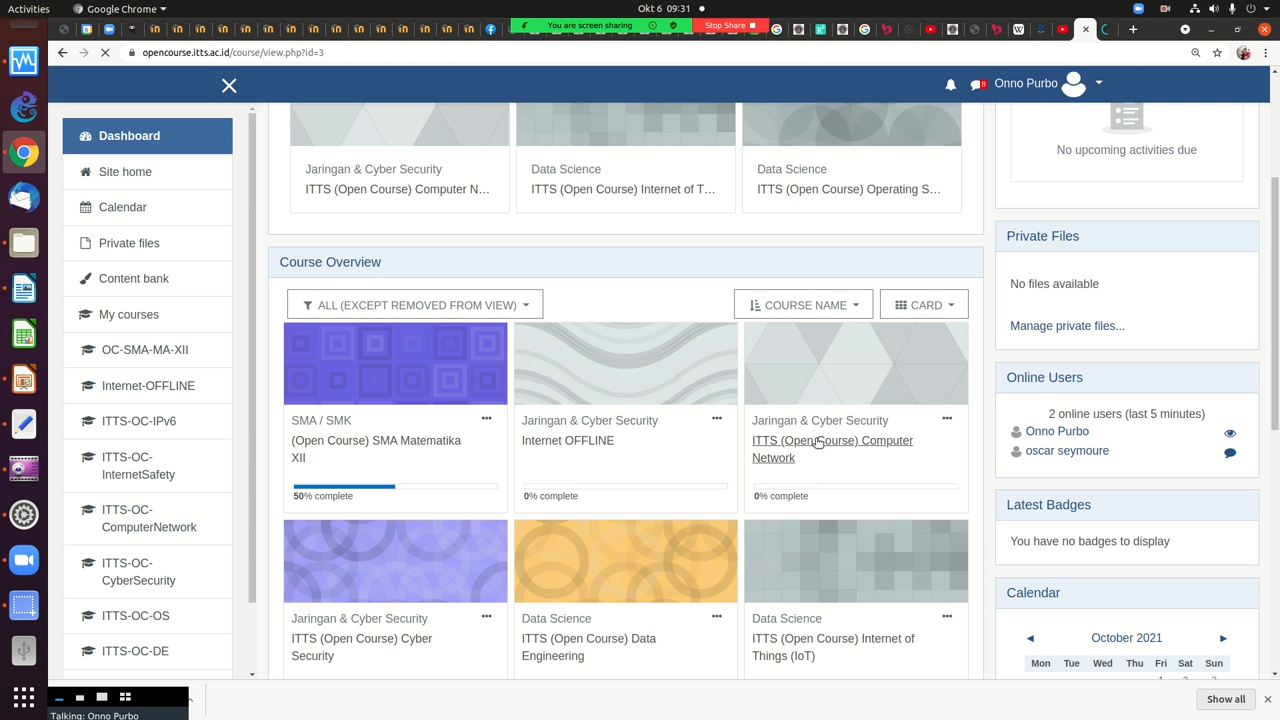 Google Chrome
Okt 6 09:31
You are screen sharing
Stop Share
opencourse.itts.ac.id/course/view.php?id=3
8
Onno Purbo
Dashboard
Site home
Calendar
Private files
Content bank
My courses
OC-SMA-MA-XII
Internet-OFFLINE
ITTS-OC-IPv6
ITTS-OC-
InternetSafety
ITTS-OC-
ComputerNetwork
ITTS-OC-
CyberSecurity
ITTS-OC-OS
ITTS-OC-DE
Jaringan & Cyber Security
ITTS (Open Course) Computer N...
Data Science
ITTS (Open Course) Internet of T...
Data Science
ITTS (Open Course) Operating S...
Course Overview
ALL (EXCEPT REMOVED FROM VIEW)
COURSE NAME
CARD
SMA / SMK
(Open Course) SMA Matematika
XII
50% complete
Jaringan & Cyber Security
Internet OFFLINE
0% complete
Jaringan & Cyber Security
ITTS (Open Course) Computer
Network
0% complete
Jaringan & Cyber Security
ITTS (Open Course) Cyber
Security
Data Science
ITTS (Open Course) Data
Engineering
Data Science
ITTS (Open Course) Internet of
Things (IoT)
No upcoming activities due
Private Files
No files available
Manage private files...
Online Users
2 online users (last 5 minutes)
Onno Purbo
oscar seymoure
Latest Badges
You have no badges to display
Calendar
◄ October 2021 ►
Mon Tue Wed Thu Fri Sat Sun
Show all
Talking: Onno Purbo